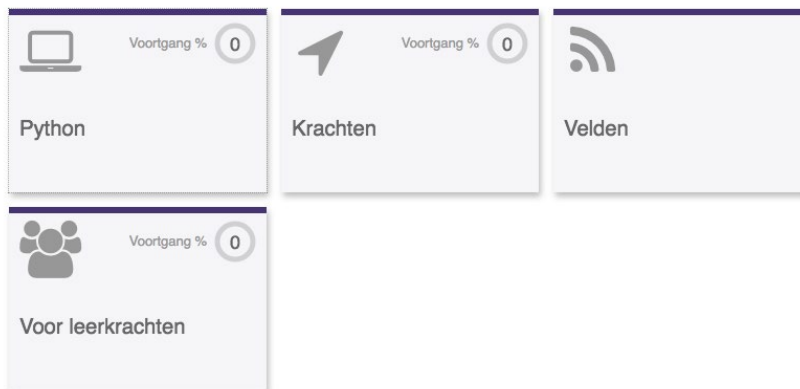 Voortgang % 0
Voortgang % 0
Python
Krachten
Velden
Voortgang % 0
Voor leerkrachten